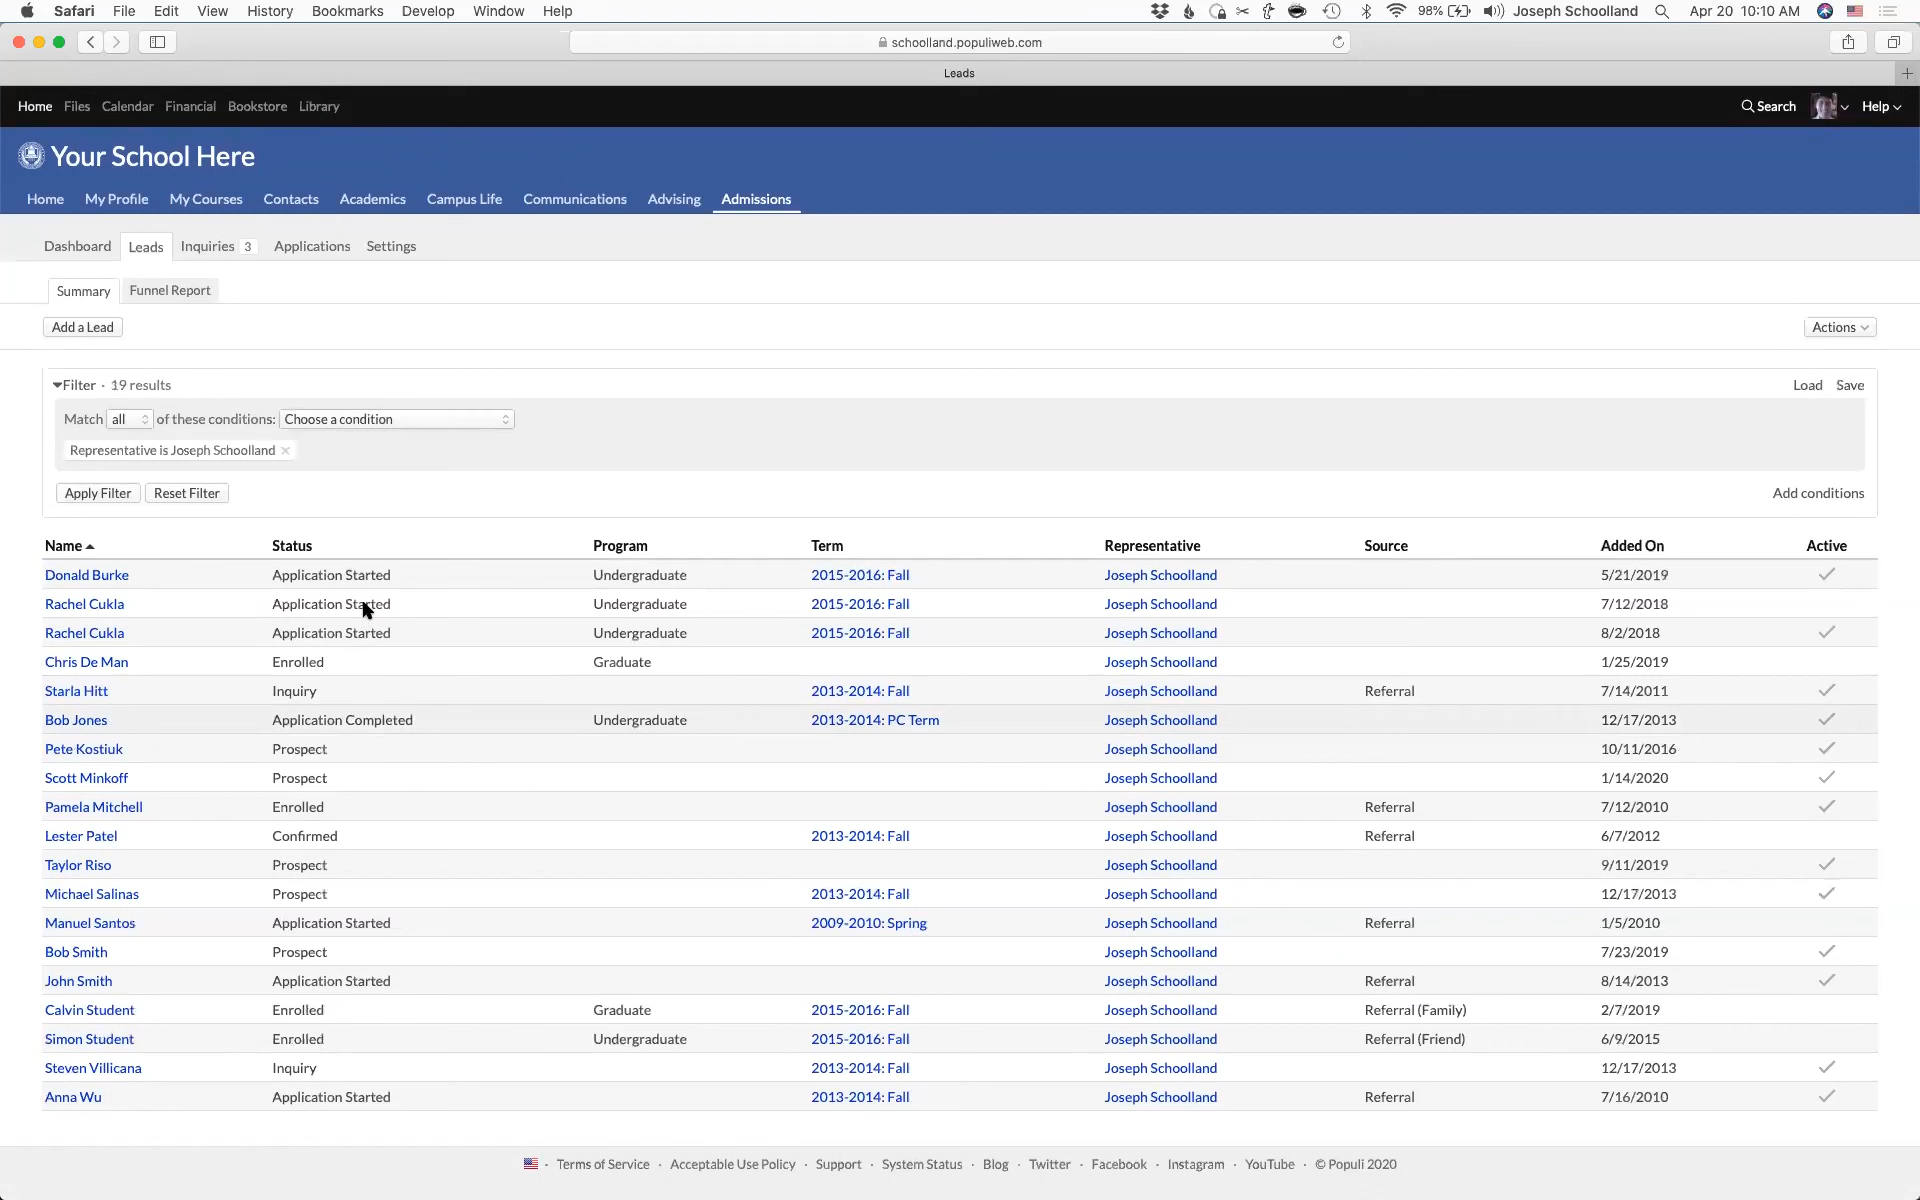 Safari File Edit View History Bookmarks Develop Window Help 98% Joseph Schoolland Apr 20 10:10 AM
schoolland.populiweb.com
Leads
Home Files Calendar Financial Bookstore Library Search Help
Your School Here
Home My Profile My Courses Contacts Academics Campus Life Communications Advising Admissions
Dashboard Leads Inquiries 3 Applications Settings
Summary Funnel Report
Add a Lead Actions
Filter · 19 results Load Save
Match all of these conditions: Choose a condition
Representative is Joseph Schoolland ×
Apply Filter Reset Filter Add conditions
Name Status Program Term Representative Source Added On Active
Donald Burke Application Started Undergraduate 2015-2016: Fall Joseph Schoolland 5/21/2019
Rachel Cukla Application Started Undergraduate 2015-2016: Fall Joseph Schoolland 7/12/2018
Rachel Cukla Application Started Undergraduate 2015-2016: Fall Joseph Schoolland 8/2/2018
Chris De Man Enrolled Graduate Joseph Schoolland 1/25/2019
Starla Hitt Inquiry 2013-2014: Fall Joseph Schoolland Referral 7/14/2011
Bob Jones Application Completed Undergraduate 2013-2014: PC Term Joseph Schoolland 12/17/2013
Pete Kostiuk Prospect Joseph Schoolland 10/11/2016
Scott Minkoff Prospect Joseph Schoolland 1/14/2020
Pamela Mitchell Enrolled Joseph Schoolland Referral 7/12/2010
Lester Patel Confirmed 2013-2014: Fall Joseph Schoolland Referral 6/7/2012
Taylor Riso Prospect Joseph Schoolland 9/11/2019
Michael Salinas Prospect 2013-2014: Fall Joseph Schoolland 12/17/2013
Manuel Santos Application Started 2009-2010: Spring Joseph Schoolland Referral 1/5/2010
Bob Smith Prospect Joseph Schoolland 7/23/2019
John Smith Application Started Joseph Schoolland Referral 8/14/2013
Calvin Student Enrolled Graduate 2015-2016: Fall Joseph Schoolland Referral (Family) 2/7/2019
Simon Student Enrolled Undergraduate 2015-2016: Fall Joseph Schoolland Referral (Friend) 6/9/2015
Steven Villicana Inquiry 2013-2014: Fall Joseph Schoolland 12/17/2013
Anna Wu Application Started 2013-2014: Fall Joseph Schoolland Referral 7/16/2010
· Terms of Service · Acceptable Use Policy · Support · System Status · Blog · Twitter · Facebook · Instagram · YouTube · © Populi 2020